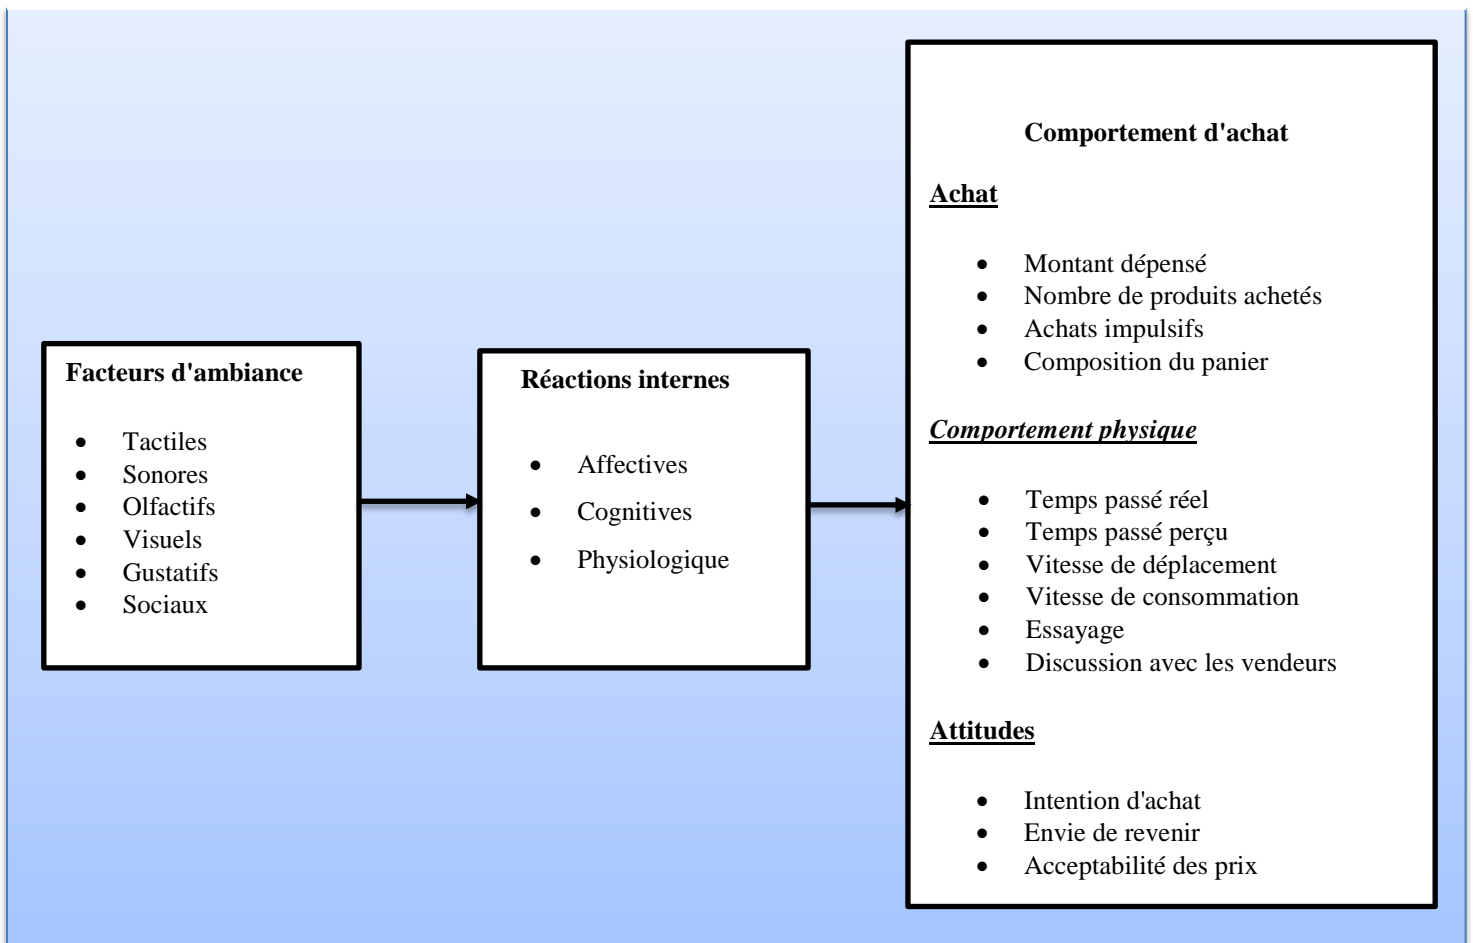 Facteurs d'ambiance
• Tactiles
• Sonores
• Olfactifs
• Visuels
• Gustatifs
• Sociaux
Réactions internes
• Affectives
• Cognitives
• Physiologique
Comportement d'achat
Achat
• Montant dépensé
• Nombre de produits achetés
• Achats impulsifs
• Composition du panier
Comportement physique
• Temps passé réel
• Temps passé perçu
• Vitesse de déplacement
• Vitesse de consommation
• Essayage
• Discussion avec les vendeurs
Attitudes
• Intention d'achat
• Envie de revenir
• Acceptabilité des prix